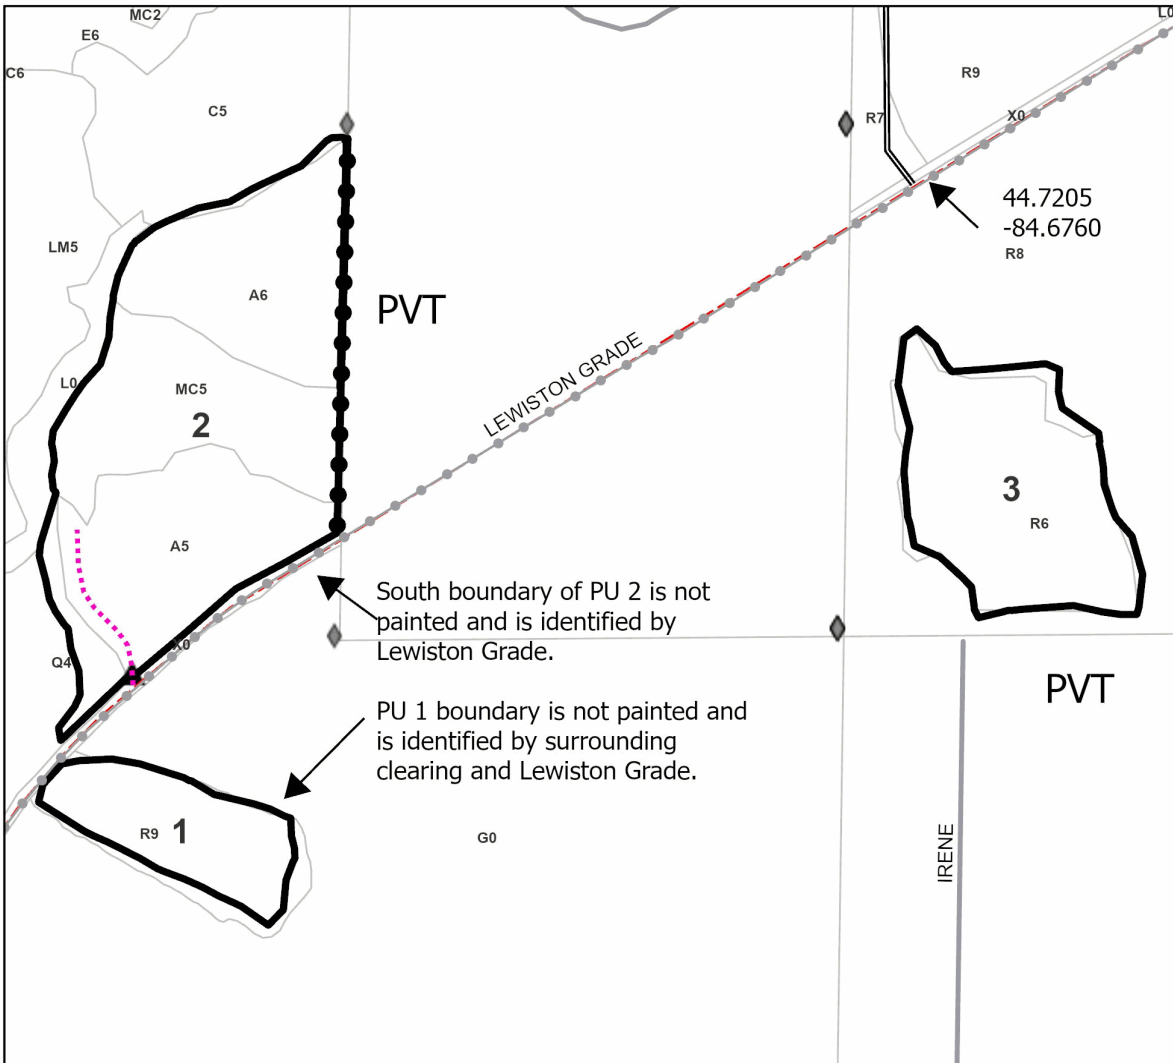 MC2
L0
E6
C6
R9
C5
X0
R7
44.7205
-84.6760
LM5
R8
A6
PVT
LEWISTON GRADE
L0
MC5
2
3
R6
A5
South boundary of PU 2 is not
painted and is identified by
Lewiston Grade.
X0
Q4
PVT
PU 1 boundary is not painted and
is identified by surrounding
clearing and Lewiston Grade.
R9
1
G0
IRENE